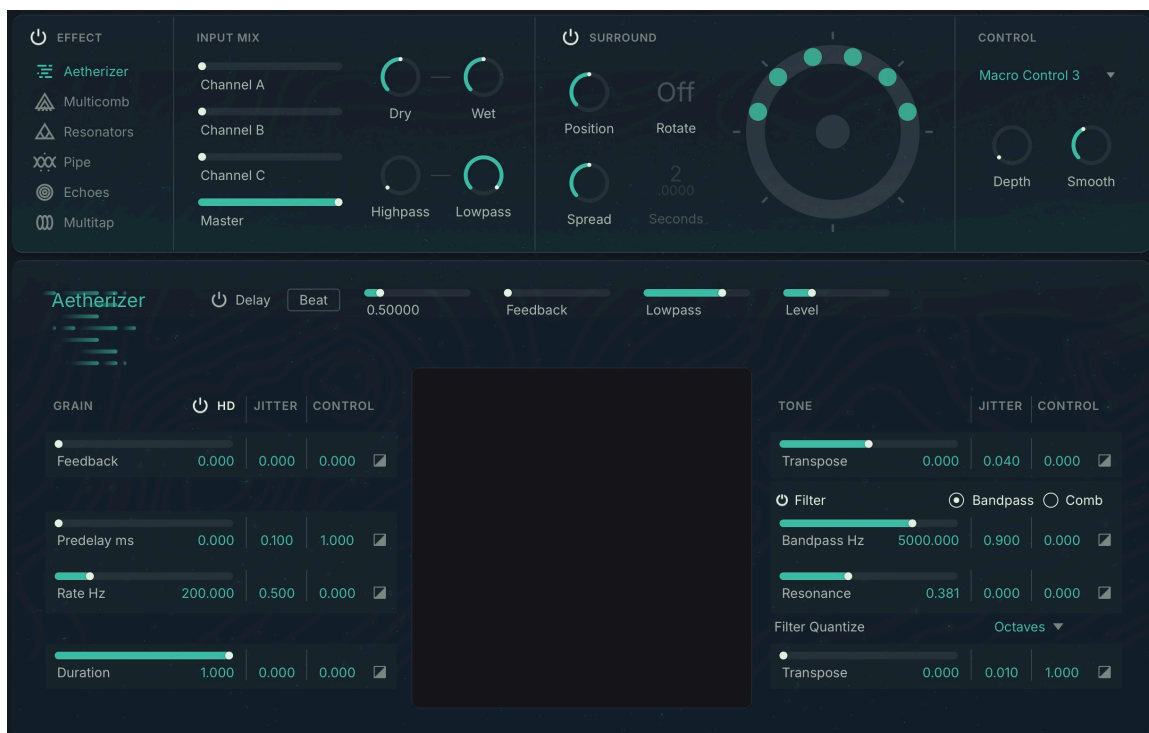 EFFECT
Aetherizer
Multicomb
Resonators
Pipe
Echoes
Multitap
INPUT MIX
Channel A
Channel B
Channel C
Master
Dry
Wet
Highpass
Lowpass
SURROUND
Position
Off
Rotate
Spread
2
.0000
Seconds
CONTROL
Macro Control 3
Depth
Smooth
Aetherizer
Delay
Beat
0.50000
Feedback
Lowpass
Level
GRAIN HD JITTER CONTROL
Feedback 0.000 0.000 0.000
Predelay ms 0.000 0.100 1.000
Rate Hz 200.000 0.500 0.000
Duration 1.000 0.000 0.000
TONE JITTER CONTROL
Transpose 0.000 0.040 0.000
Filter Bandpass Comb
Bandpass Hz 5000.000 0.900 0.000
Resonance 0.381 0.000 0.000
Filter Quantize Octaves
Transpose 0.000 0.010 1.000